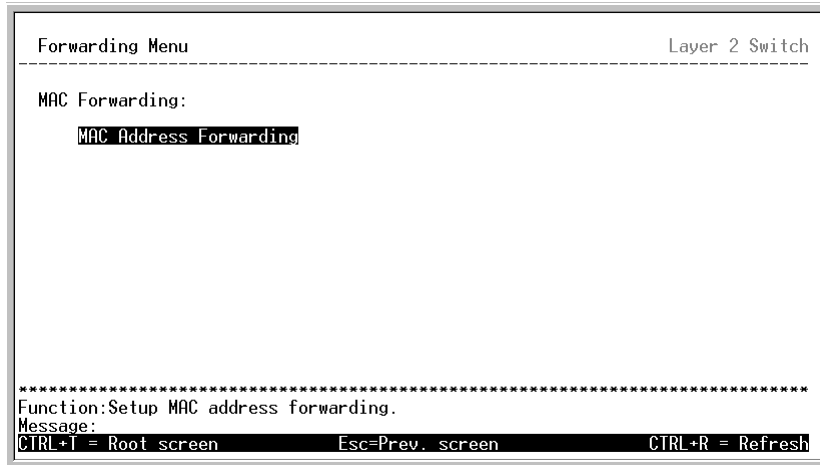 Forwarding Menu Layer 2 Switch
--------------------------------------------------------------------------------
MAC Forwarding:
MAC Address Forwarding
********************************************************************************
Function:Setup MAC address forwarding.
Message:
CTRL+T = Root screen Esc=Prev. screen CTRL+R = Refresh